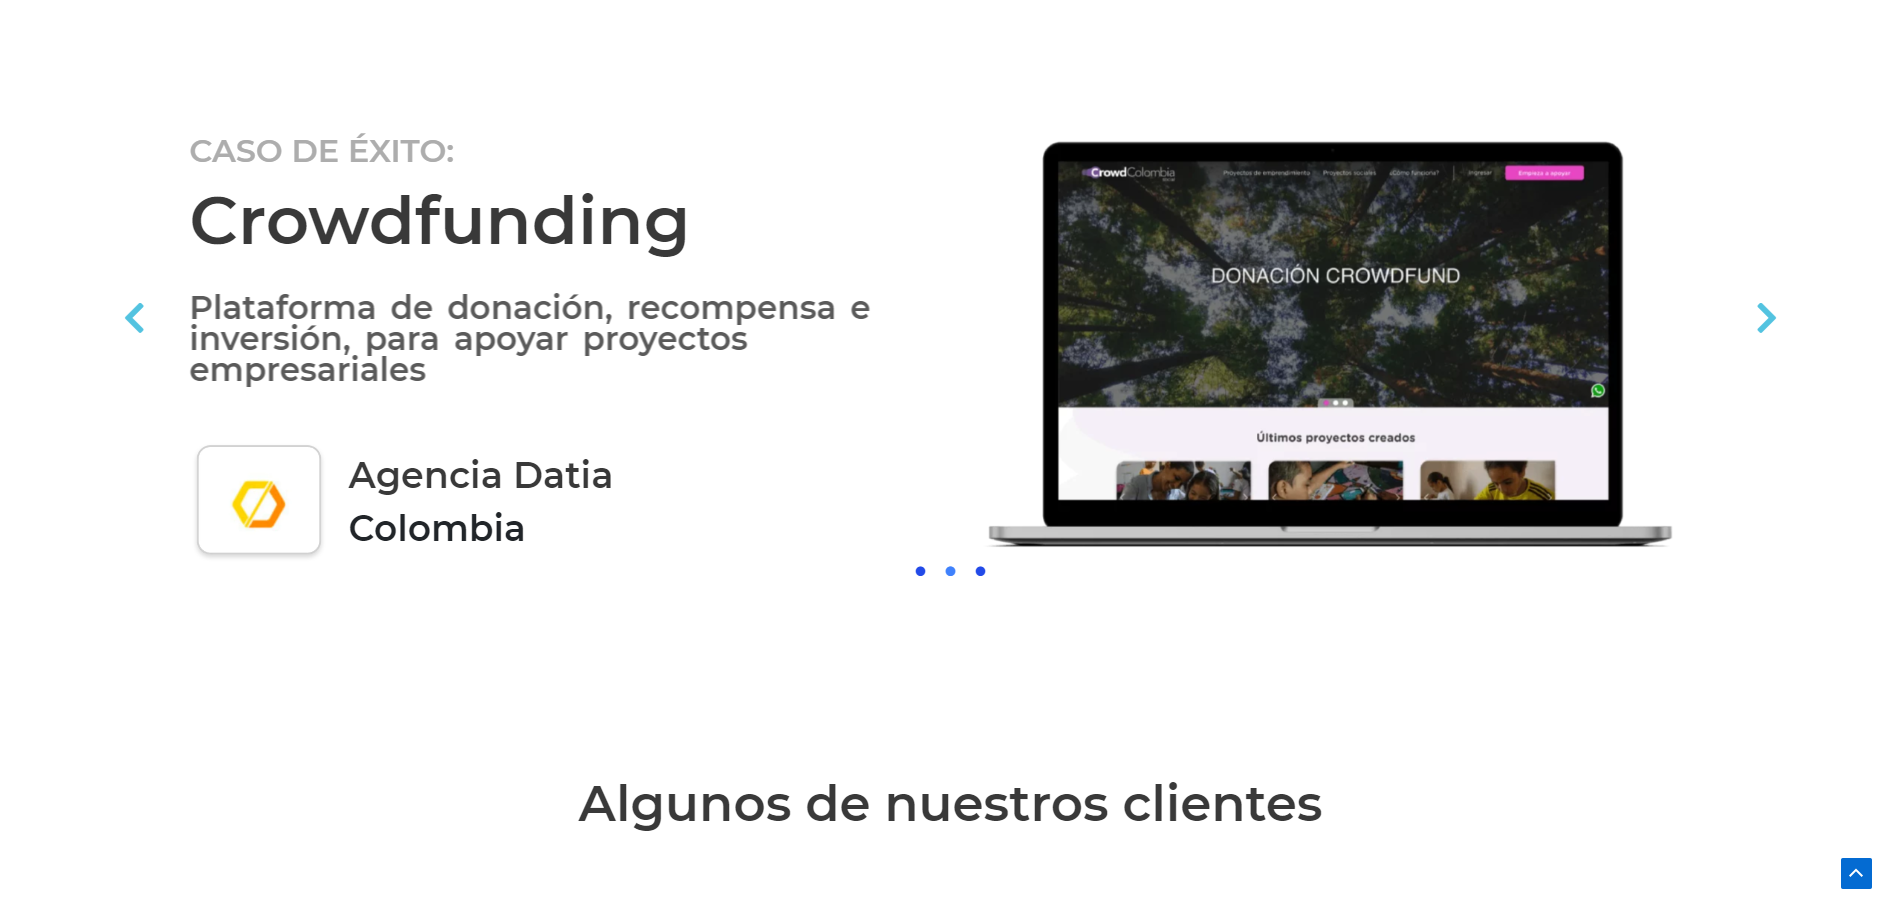 CASO DE ÉXITO:
Crowdfunding
Plataforma de donación, recompensa e
inversión, para apoyar proyectos
empresariales
Agencia Datia
Colombia
CrowdColombia
Proyectos de emprendimiento Proyectos sociales ¿Cómo funciona? Ingresar Empieza a apoyar
DONACIÓN CROWDFUND
Últimos proyectos creados
Algunos de nuestros clientes